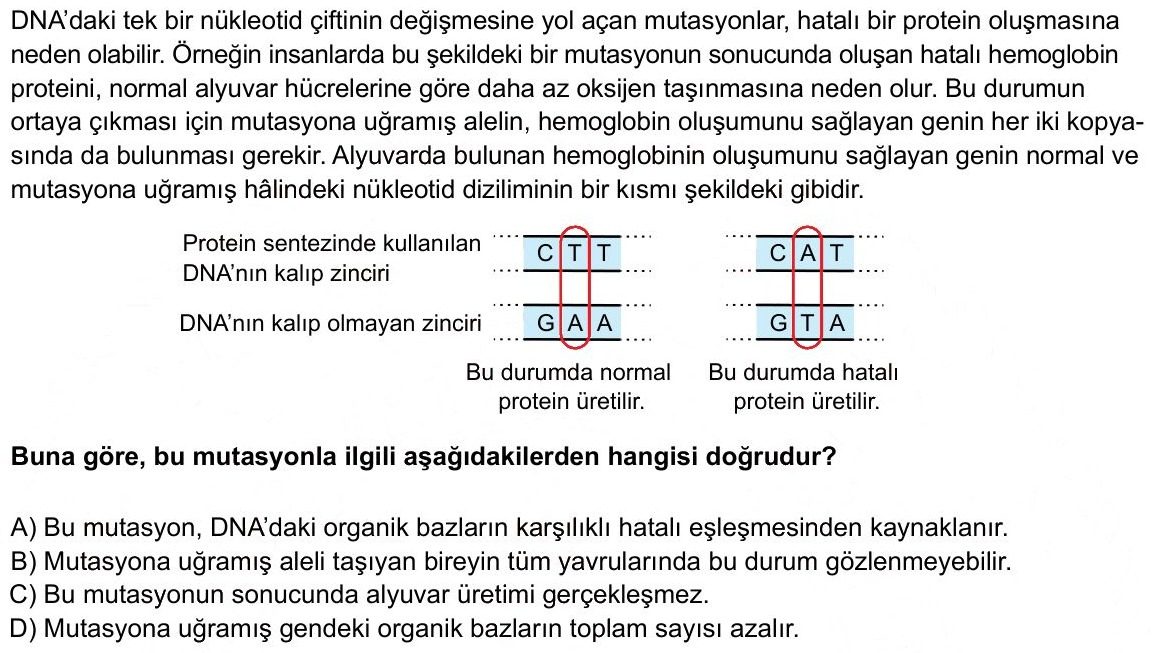 DNA’daki tek bir nükleotid çiftinin değişmesine yol açan mutasyonlar, hatalı bir protein oluşmasına
neden olabilir. Örneğin insanlarda bu şekildeki bir mutasyonun sonucunda oluşan hatalı hemoglobin
proteini, normal alyuvar hücrelerine göre daha az oksijen taşınmasına neden olur. Bu durumun
ortaya çıkması için mutasyona uğramış alelin, hemoglobin oluşumunu sağlayan genin her iki kopya-
sında da bulunması gerekir. Alyuvarda bulunan hemoglobinin oluşumunu sağlayan genin normal ve
mutasyona uğramış hâlindeki nükleotid diziliminin bir kısmı şekildeki gibidir.
Protein sentezinde kullanılan
DNA’nın kalıp zinciri
C T T
C A T
DNA’nın kalıp olmayan zinciri
G A A
G T A
Bu durumda normal
protein üretilir.
Bu durumda hatalı
protein üretilir.
Buna göre, bu mutasyonla ilgili aşağıdakilerden hangisi doğrudur?
A) Bu mutasyon, DNA’daki organik bazların karşılıklı hatalı eşleşmesinden kaynaklanır.
B) Mutasyona uğramış aleli taşıyan bireyin tüm yavrularında bu durum gözlenmeyebilir.
C) Bu mutasyonun sonucunda alyuvar üretimi gerçekleşmez.
D) Mutasyona uğramış gendeki organik bazların toplam sayısı azalır.